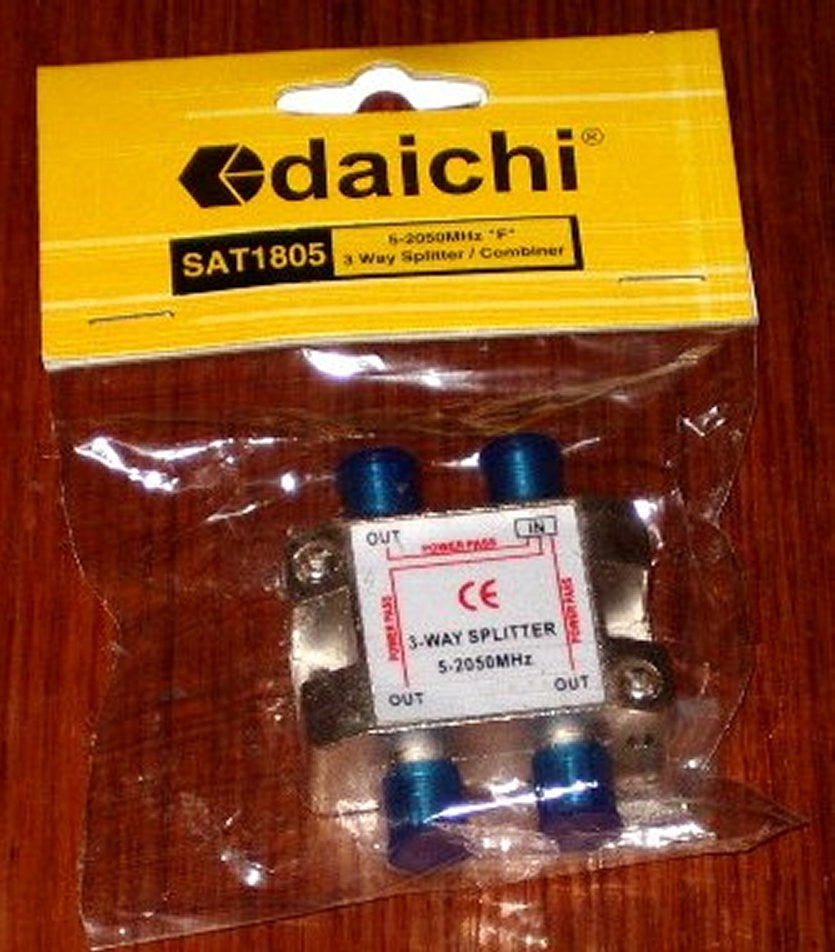 daichi®
SAT1805
5-2050MHz "F"
3 Way Splitter / Combiner
OUT
IN
POWER PASS
POWER PASS
POWER PASS
CE
3-WAY SPLITTER
5-2050MHz
OUT
OUT